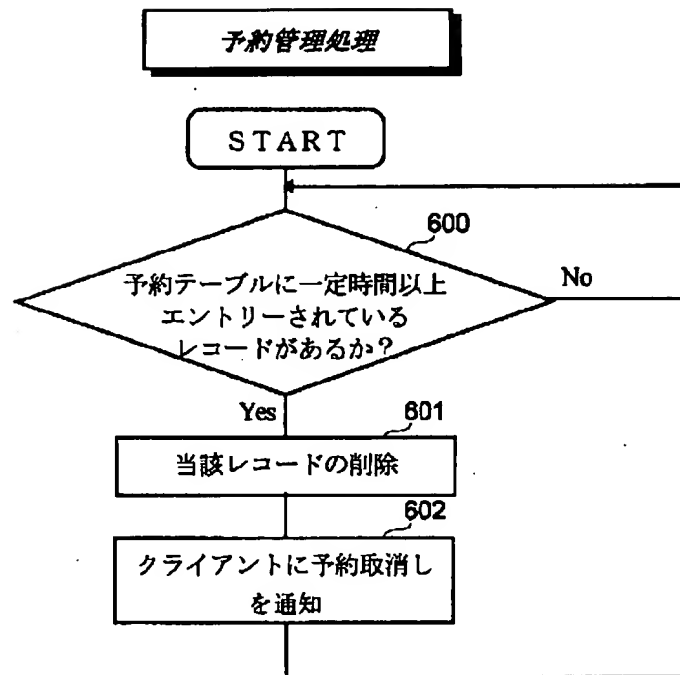 予約管理処理
START
600
予約テーブルに一定時間以上
エントリーされている
レコードがあるか？
No
Yes
601
当該レコードの削除
602
クライアントに予約取消し
を通知